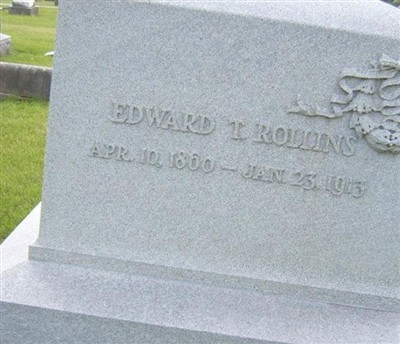 EDWARD T. ROLLINS
APR. 10, 1860 – JAN. 23, 1913